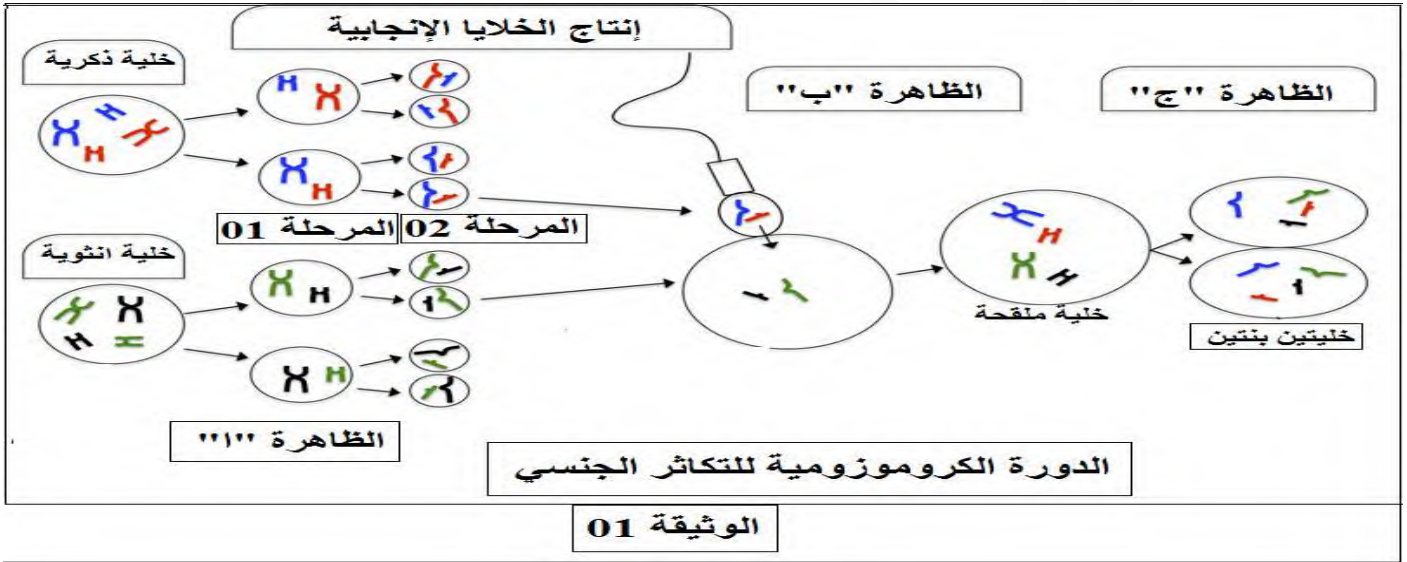 إنتاج الخلايا الإنجابية
خلية ذكرية
الظاهرة "ب"
الظاهرة "ج"
المرحلة 01
المرحلة 02
خلية انثوية
خلية ملقحة
خليتين بنتين
الظاهرة "ا"
الدورة الكروموزومية للتكاثر الجنسي
الوثيقة 01